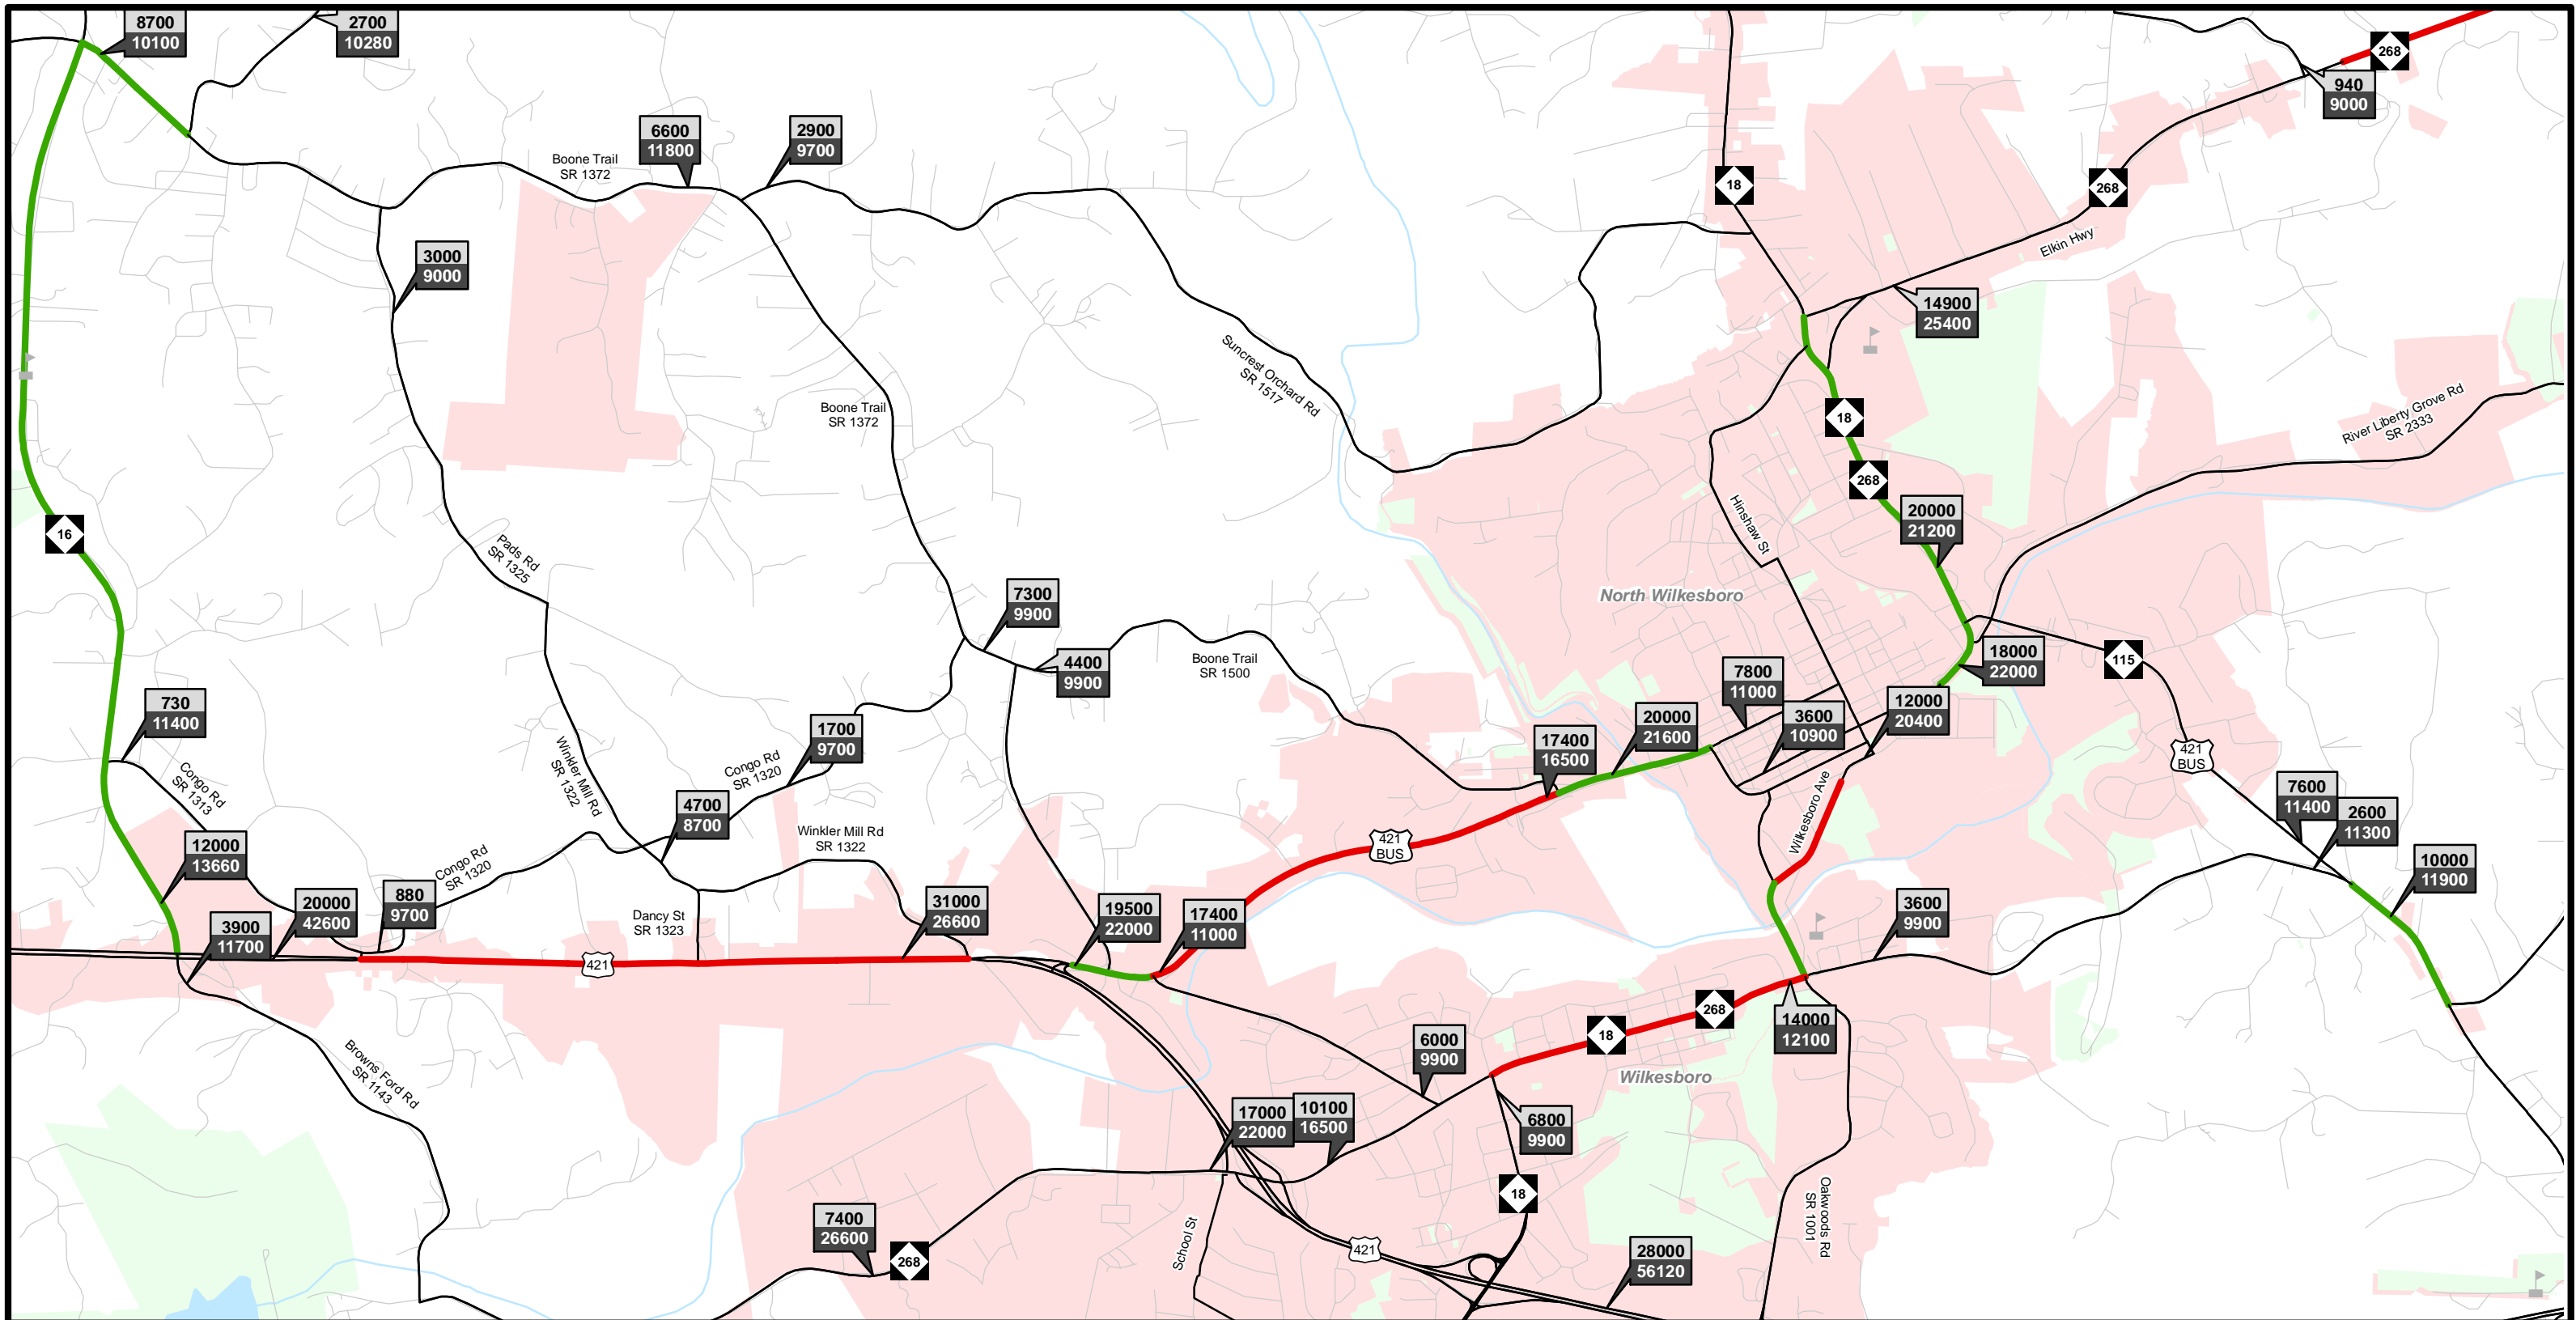 8700
10100
2700
10280
268
940
9000
6600
11800
2900
9700
Boone Trail
SR 1372
18
268
Elkin Hwy
3000
9000
14900
25400
Suncrest Orchard Rd
SR 1517
Boone Trail
SR 1372
18
River Liberty Grove Rd
SR 2333
268
20000
21200
Hinshaw St
16
Pads Rd
SR 1325
North Wilkesboro
7300
9900
4400
9900
Boone Trail
SR 1500
18000
22000
115
7800
11000
730
11400
Congo Rd
SR 1313
Winkler Mill Rd
SR 1322
1700
9700
Congo Rd
SR 1320
17400
16500
20000
21600
3600
10900
12000
20400
421
BUS
4700
8700
Winkler Mill Rd
SR 1322
Wilkesboro Ave
7600
11400
2600
11300
421
BUS
12000
13660
Congo Rd
SR 1320
10000
11900
880
9700
20000
42600
3900
11700
Dancy St
SR 1323
31000
26600
19500
22000
17400
11000
3600
9900
421
268
18
14000
12100
6000
9900
Wilkesboro
Browns Ford Rd
SR 1143
17000
22000
10100
16500
6800
9900
18
Oakwoods Rd
SR 1001
School St
7400
26600
268
421
28000
56120